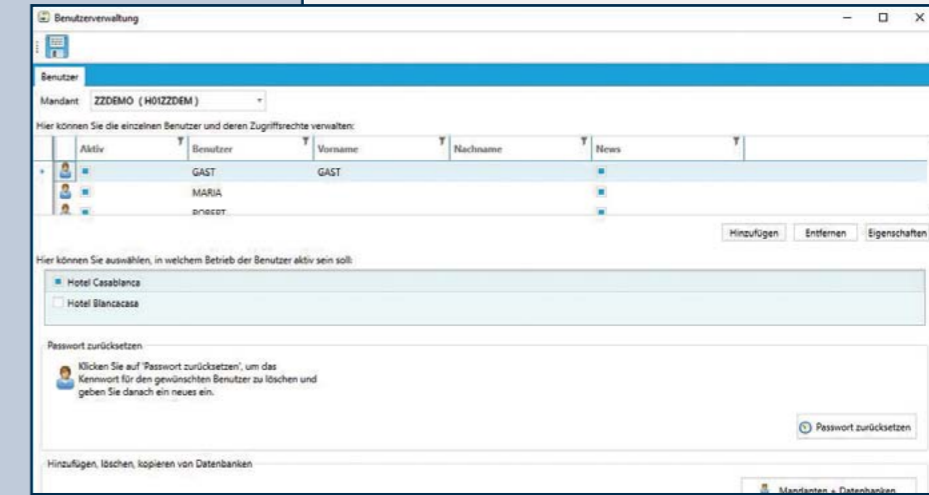 Benutzerverwaltung
Benutzer
Mandant ZZDEMO ( H01ZZDEM )
Hier können Sie die einzelnen Benutzer und deren Zugriffsrechte verwalten:
Aktiv Benutzer Vorname Nachname News
GAST GAST
MARIA
ROBERT
Hinzufügen Entfernen Eigenschaften
Hier können Sie auswählen, in welchem Betrieb der Benutzer aktiv sein soll:
Hotel Casablanca
Hotel Blancacasa
Passwort zurücksetzen
Klicken Sie auf 'Passwort zurücksetzen', um das
Kennwort für den gewünschten Benutzer zu löschen und
geben Sie danach ein neues ein.
Passwort zurücksetzen
Hinzufügen, löschen, kopieren von Datenbanken
Mandanten + Datenbanken